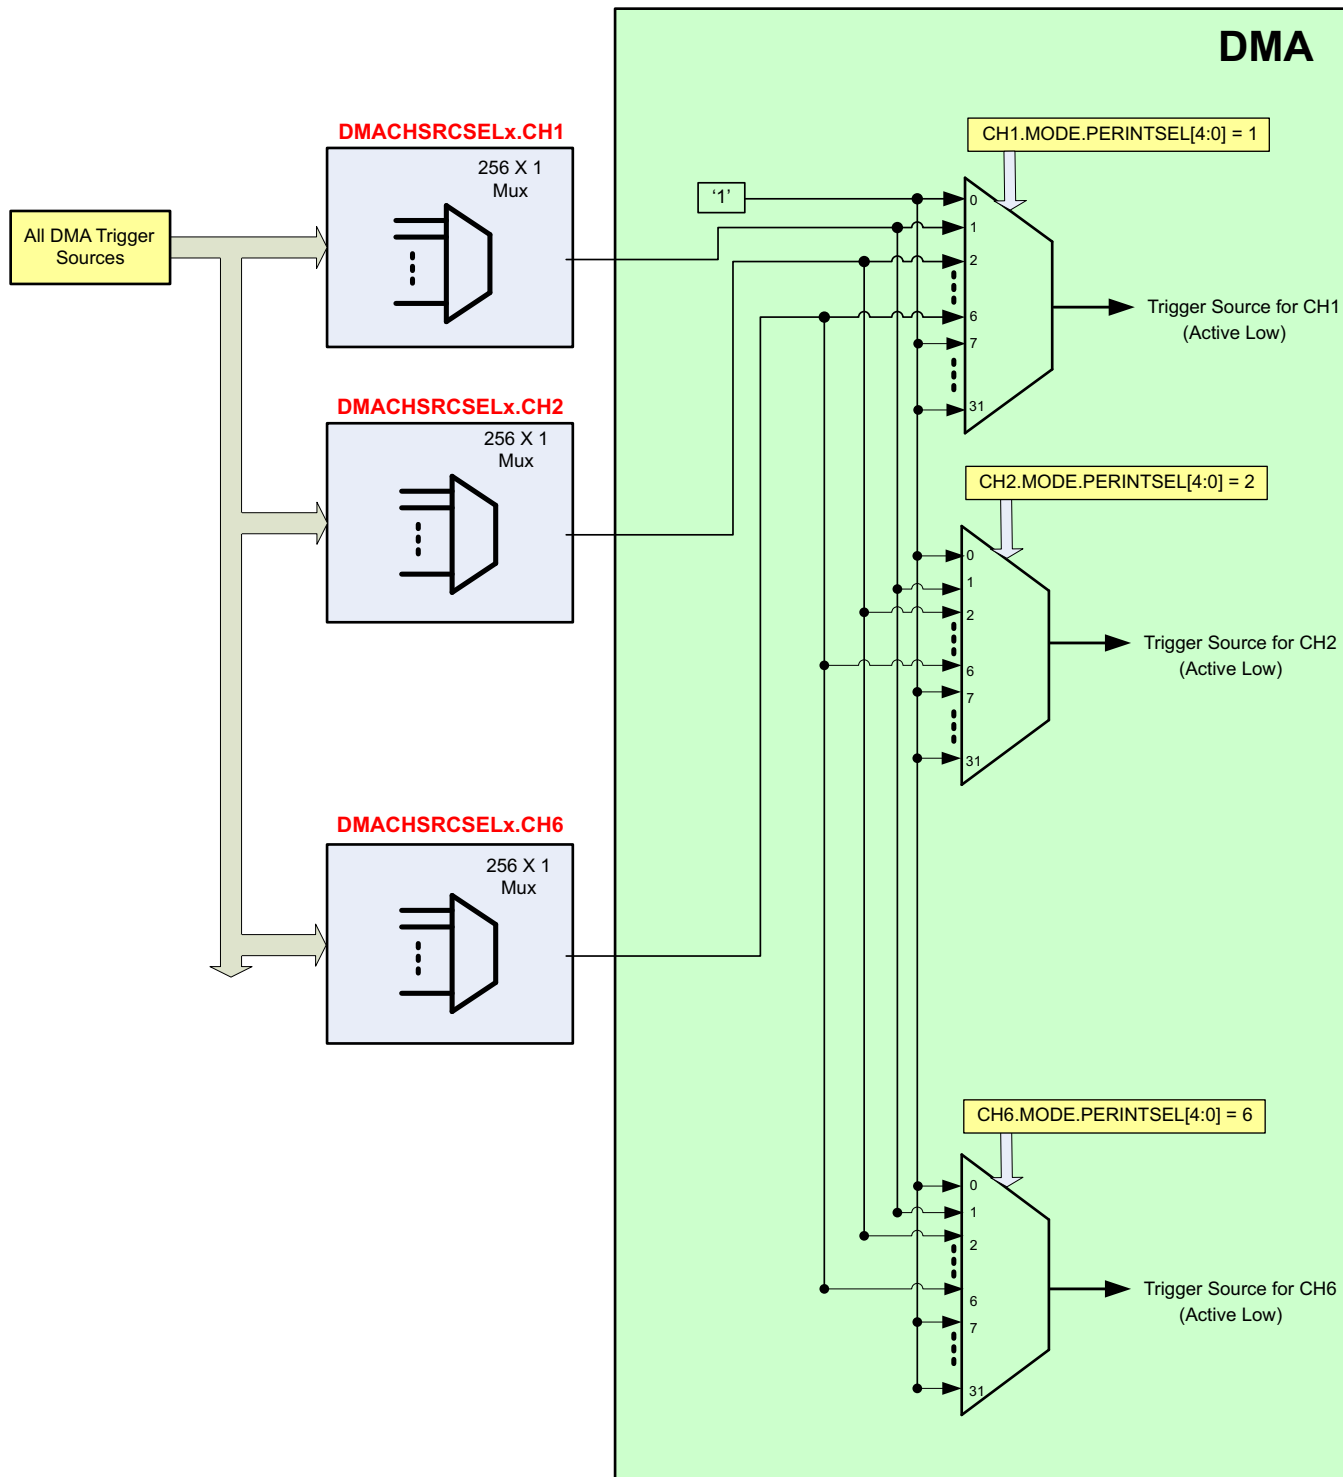 DMA
DMACHSRCSELx.CH1
256 X 1
Mux
All DMA Trigger
Sources
CH1.MODE.PERINTSEL[4:0] = 1
'1'
0
1
2
6
7
31
Trigger Source for CH1
(Active Low)
DMACHSRCSELx.CH2
256 X 1
Mux
CH2.MODE.PERINTSEL[4:0] = 2
0
1
2
6
7
31
Trigger Source for CH2
(Active Low)
DMACHSRCSELx.CH6
256 X 1
Mux
CH6.MODE.PERINTSEL[4:0] = 6
0
1
2
6
7
31
Trigger Source for CH6
(Active Low)